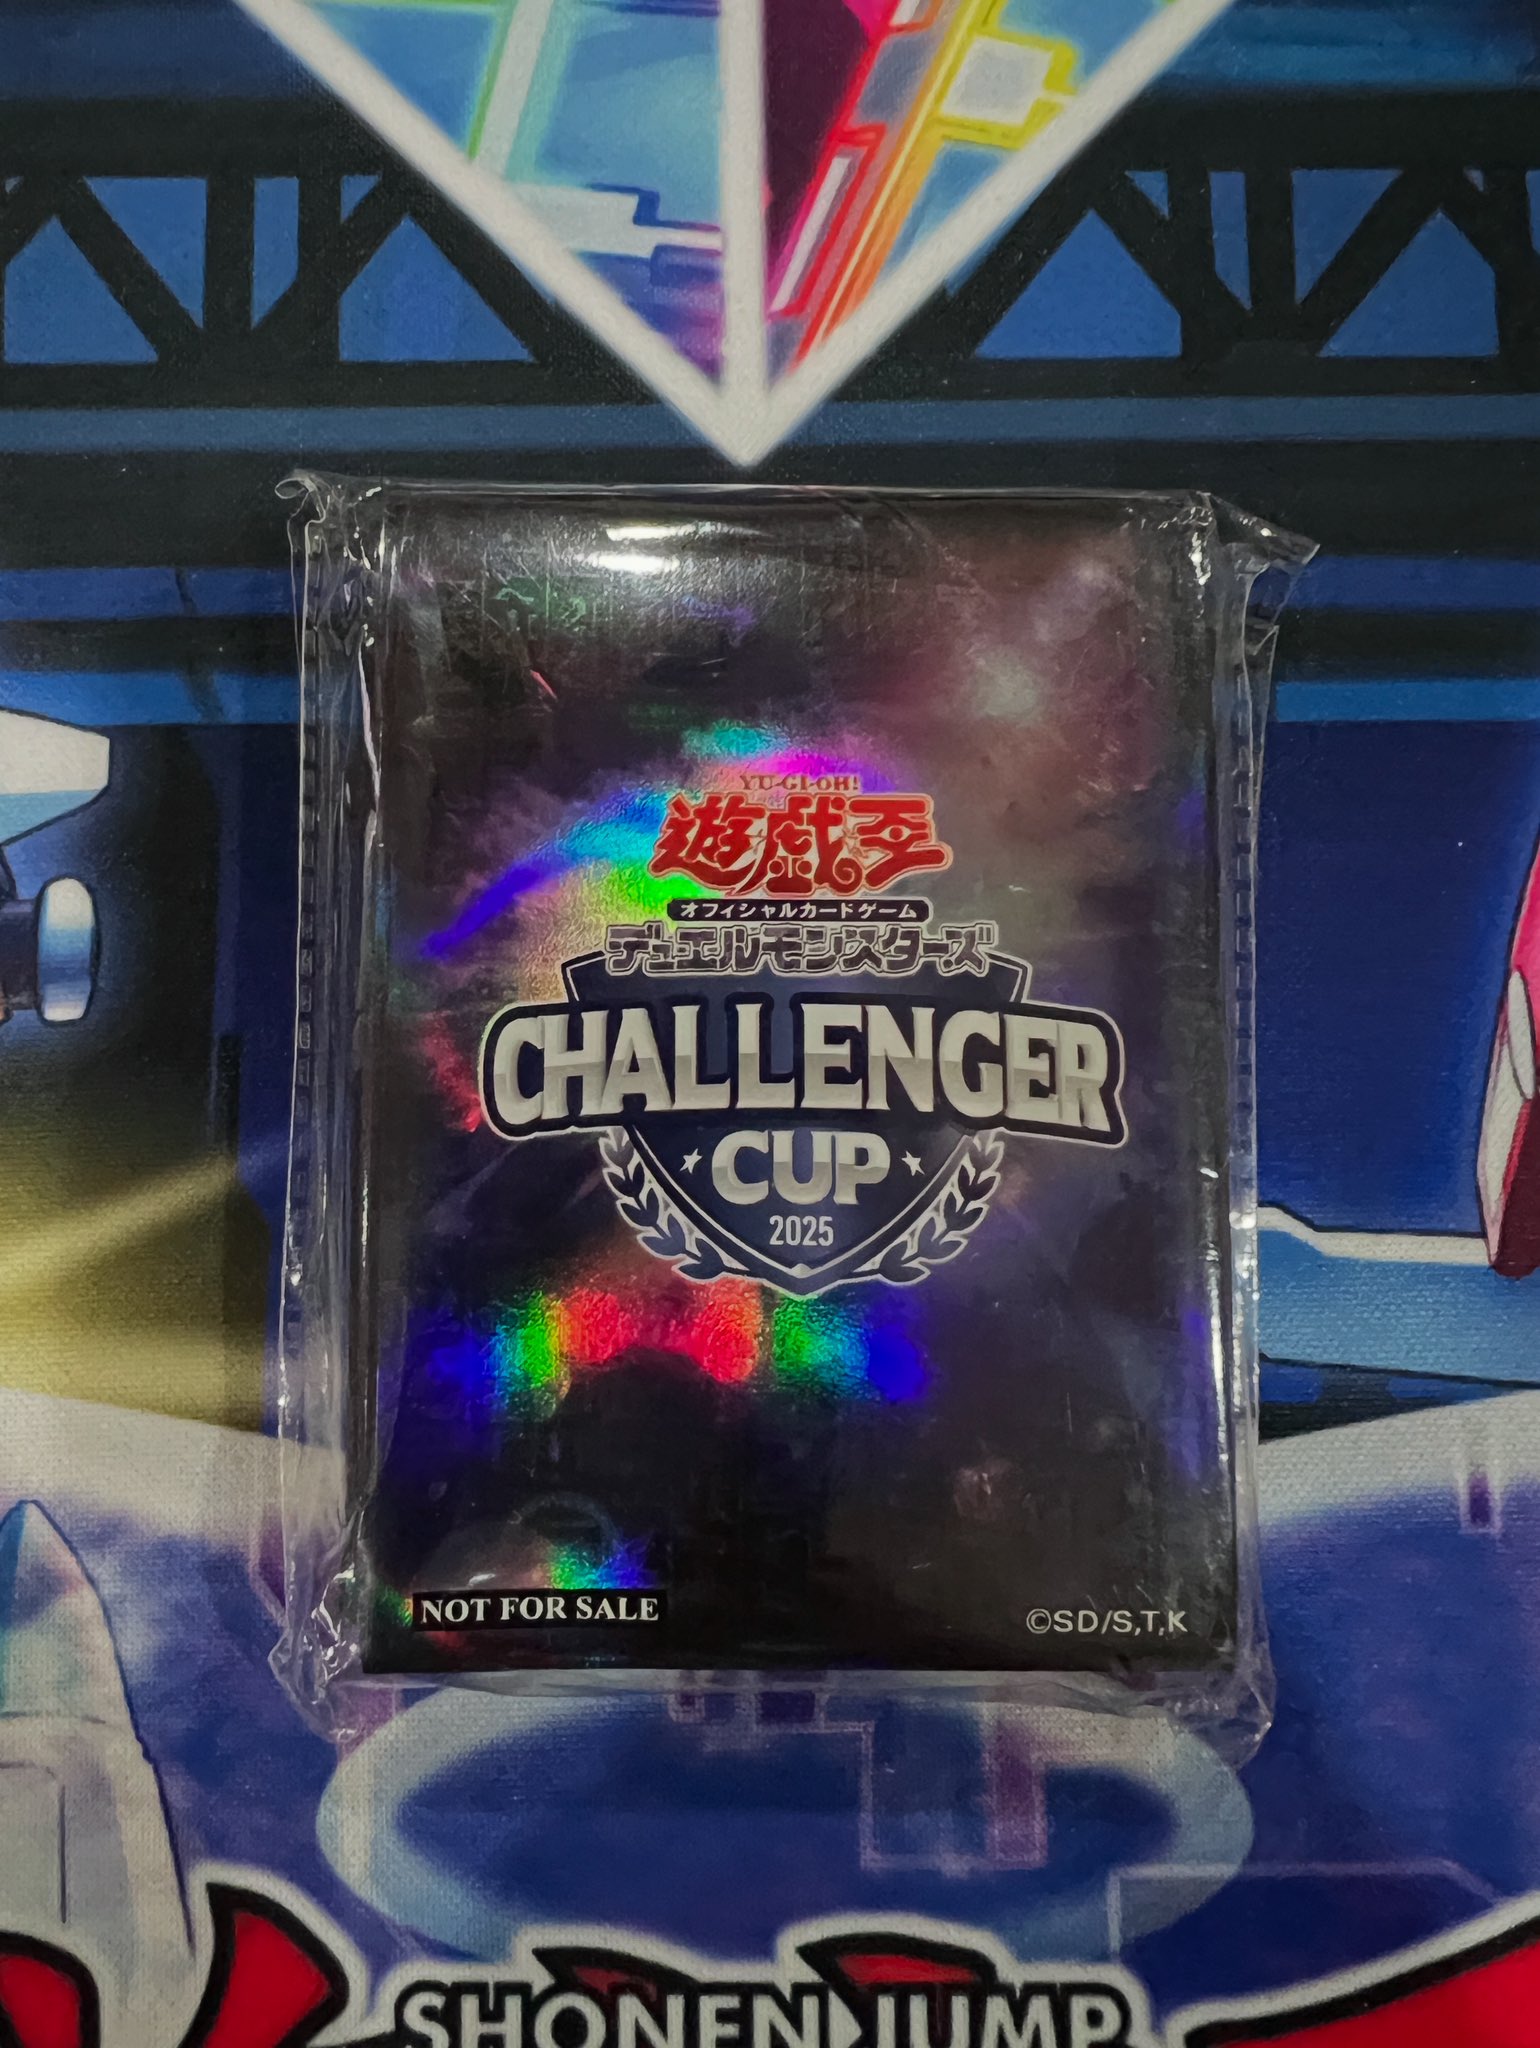 YU-GI-OH!
遊戯王
オフィシャルカードゲーム
デュエルモンスターズ
CHALLENGER
CUP
2025
NOT FOR SALE
©SD/S,T,K
SHONEN JUMP